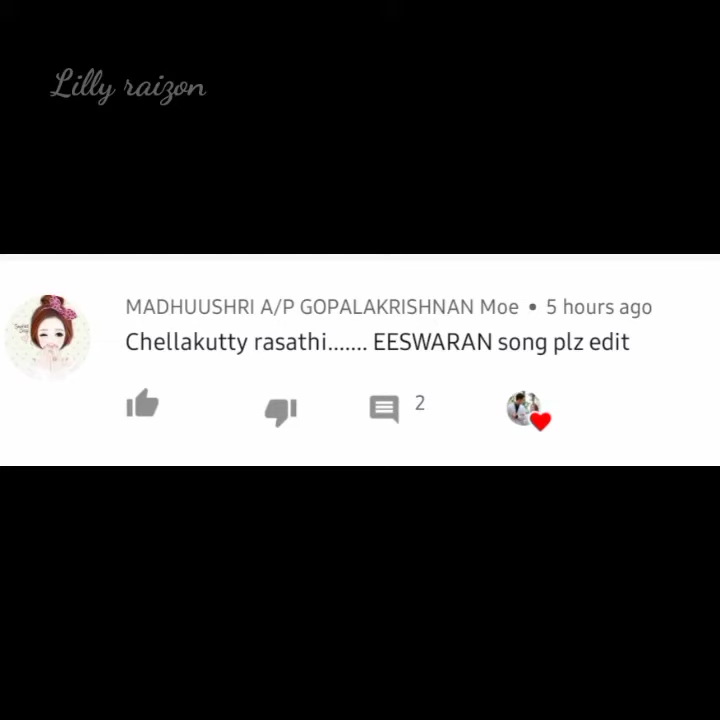 Lilly raizon
MADHUUSHRI A/P GOPALAKRISHNAN Moe • 5 hours ago
Chellakutty rasathi....... EESWARAN song plz edit
2